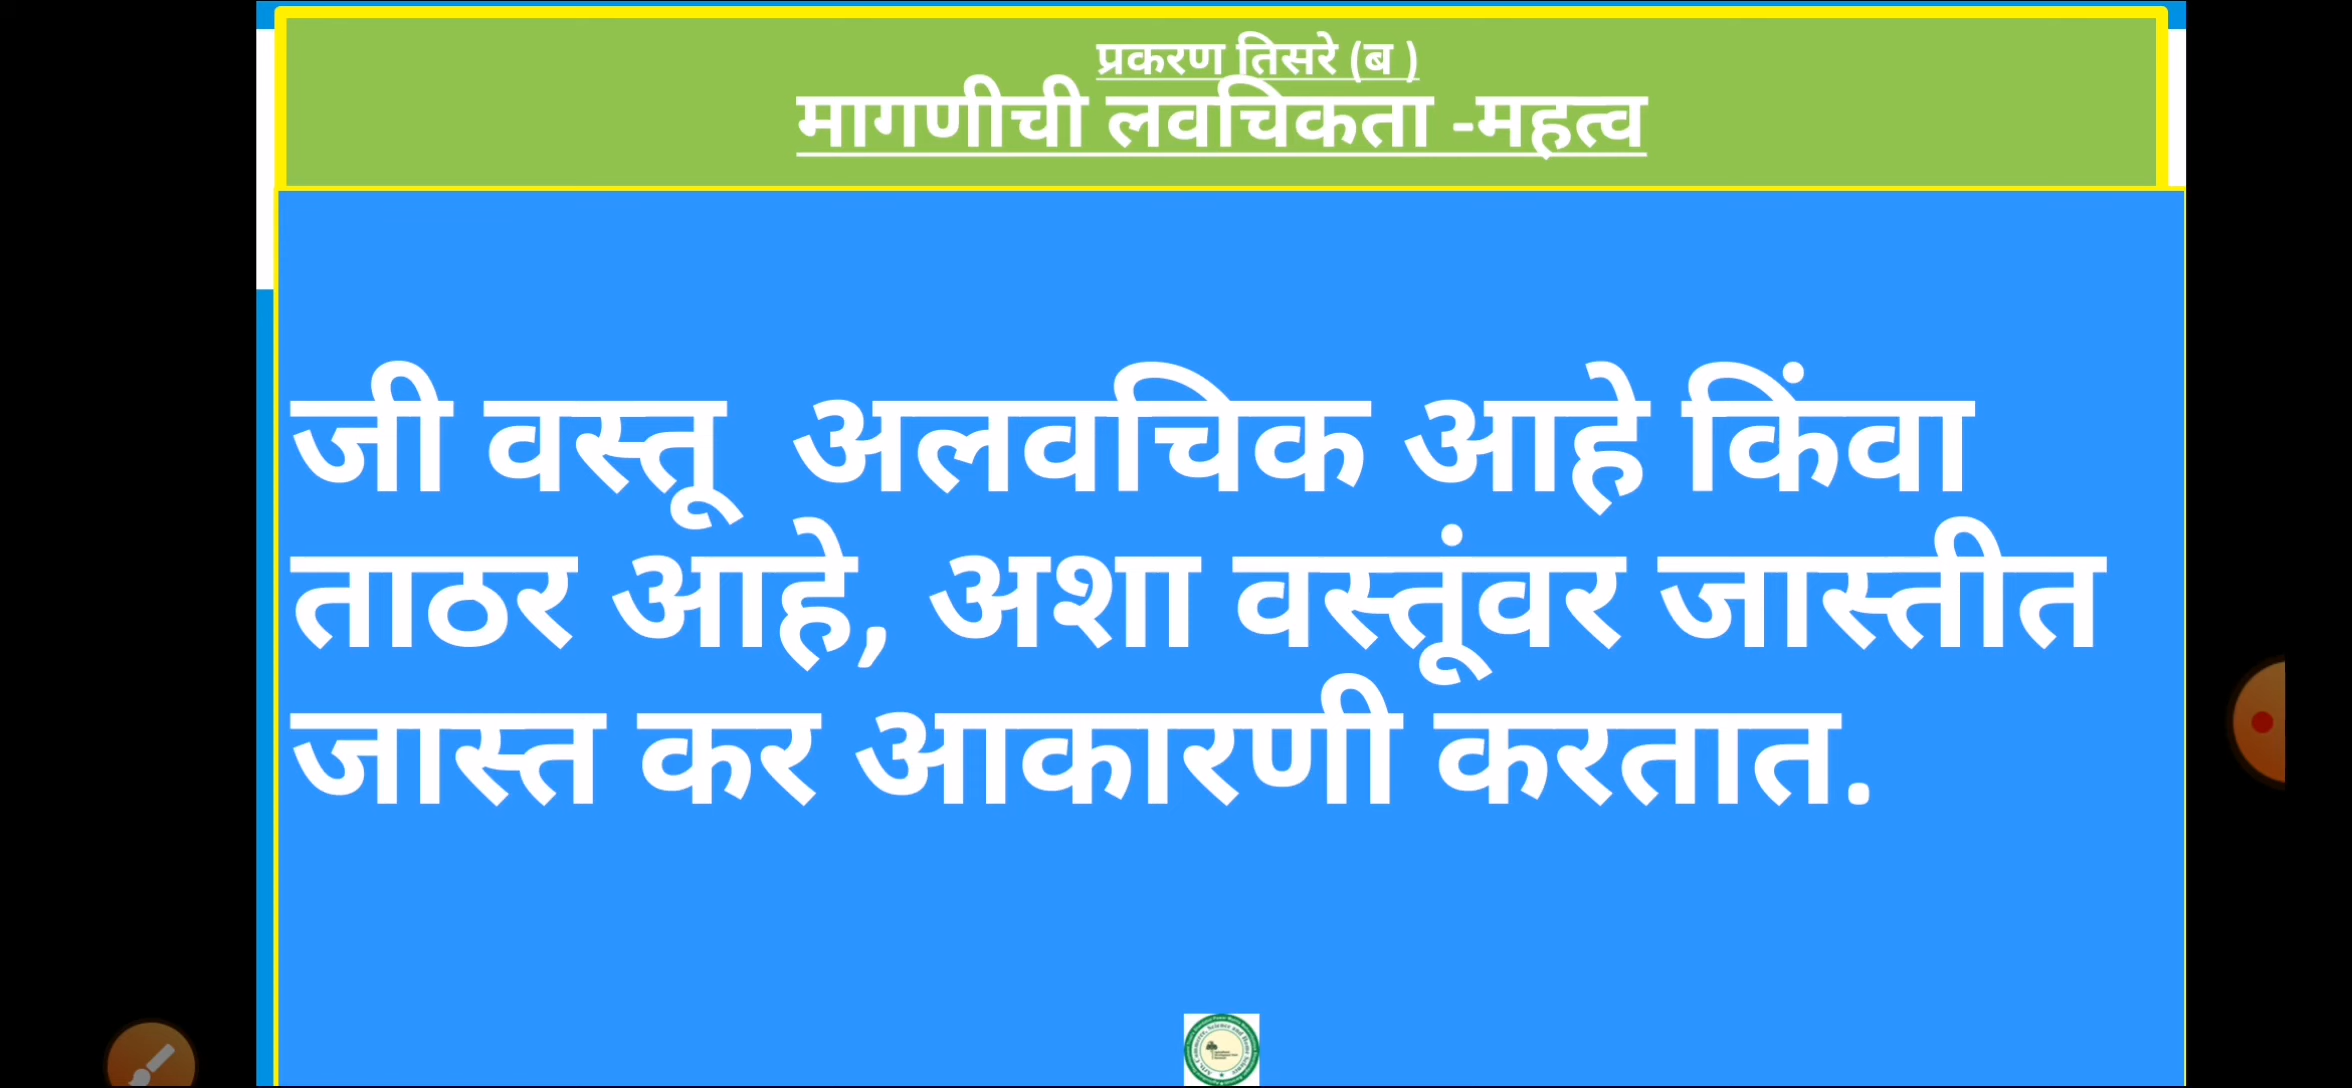 प्रकरण तिसरे (ब )
मागणीची लवचिकता -महत्व
जी वस्तू अलवचिक आहे किंवा
ताठर आहे, अशा वस्तूंवर जास्तीत
जास्त कर आकारणी करतात.